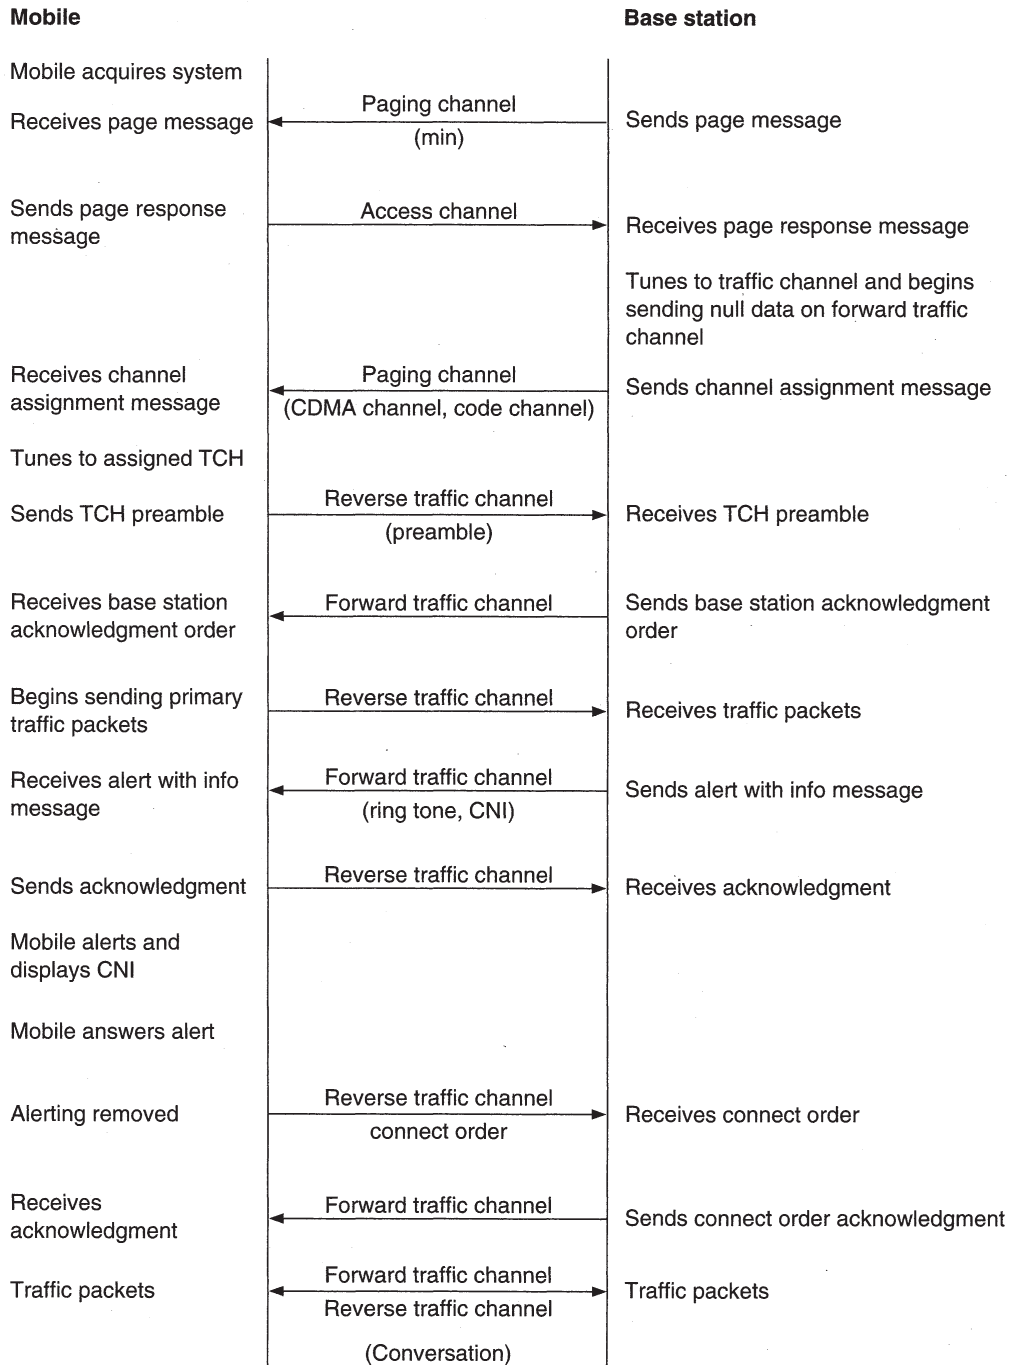 Mobile
Base station
Mobile acquires system
Paging channel
Receives page message
(min)
Sends page message
Sends page response
message
Access channel
Receives page response message
Tunes to traffic channel and begins
sending null data on forward traffic
channel
Receives channel
assignment message
Paging channel
(CDMA channel, code channel)
Sends channel assignment message
Tunes to assigned TCH
Sends TCH preamble
Reverse traffic channel
(preamble)
Receives TCH preamble
Receives base station
acknowledgment order
Forward traffic channel
Sends base station acknowledgment
order
Begins sending primary
traffic packets
Reverse traffic channel
Receives traffic packets
Receives alert with info
message
Forward traffic channel
(ring tone, CNI)
Sends alert with info message
Sends acknowledgment
Reverse traffic channel
Receives acknowledgment
Mobile alerts and
displays CNI
Mobile answers alert
Alerting removed
Reverse traffic channel
connect order
Receives connect order
Receives
acknowledgment
Forward traffic channel
Sends connect order acknowledgment
Traffic packets
Forward traffic channel
Reverse traffic channel
Traffic packets
(Conversation)